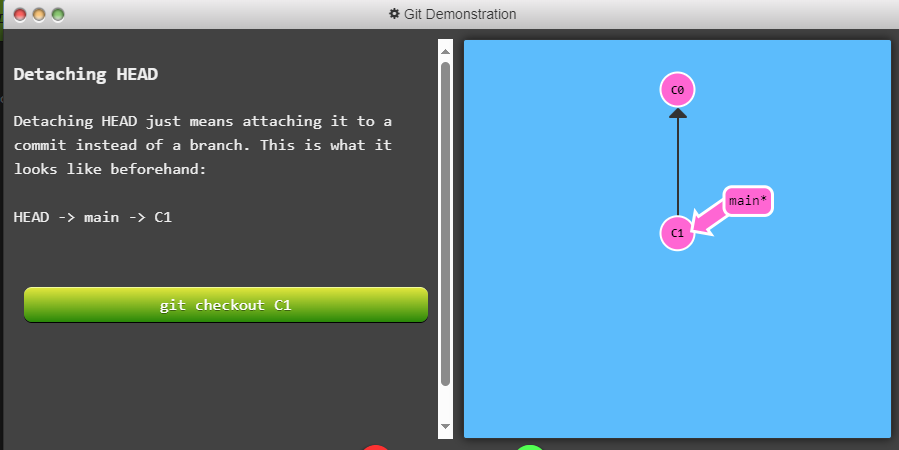 Git Demonstration
Detaching HEAD
Detaching HEAD just means attaching it to a
commit instead of a branch. This is what it
looks like beforehand:
HEAD -> main -> C1
git checkout C1
C0
main*
C1